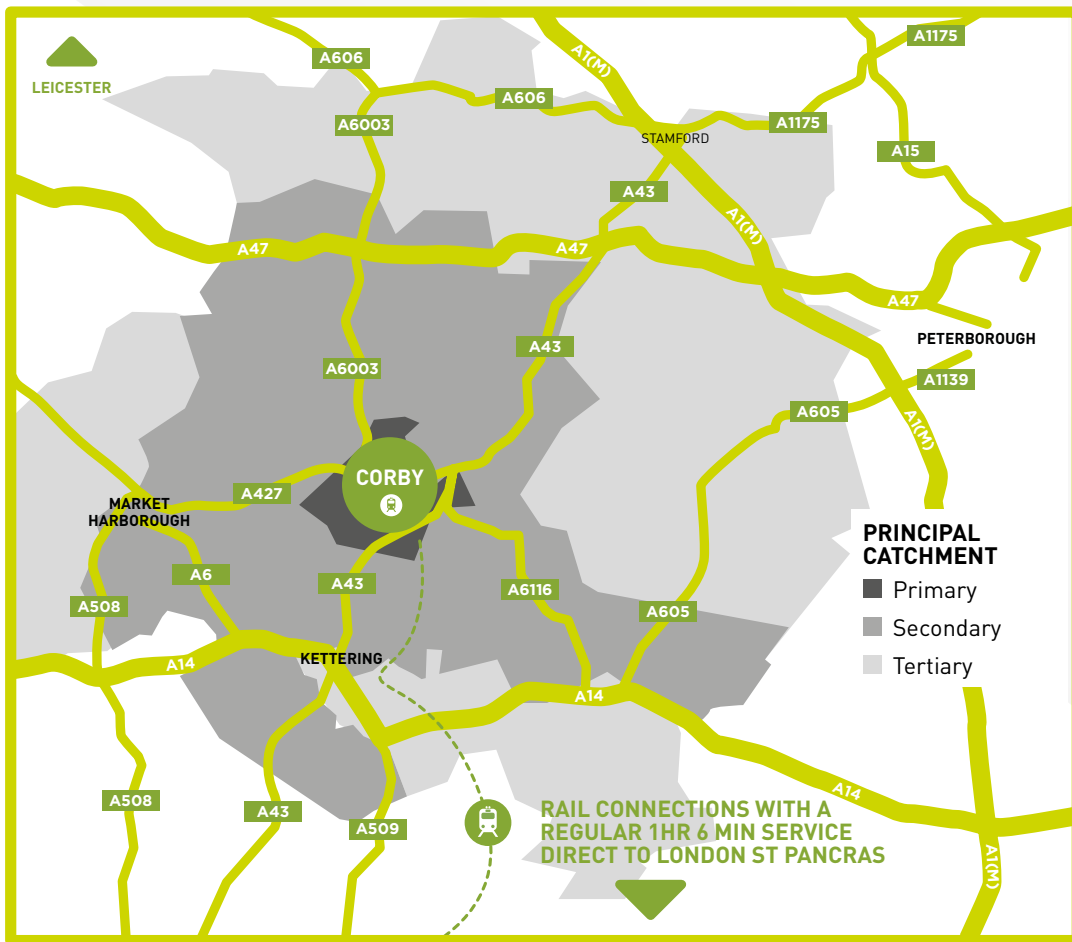 A1175
A606
A1(M)
LEICESTER
A606
A6003
A1175
STAMFORD
A15
A43
A1(M)
A47
A47
A47
PETERBOROUGH
A43
A6003
A1139
A605
A1(M)
CORBY
A427
MARKET
HARBOROUGH
PRINCIPAL
CATCHMENT
Primary
Secondary
Tertiary
A6
A43
A6116
A508
A605
KETTERING
A14
A14
A14
A508
A43
A509
RAIL CONNECTIONS WITH A
REGULAR 1HR 6 MIN SERVICE
DIRECT TO LONDON ST PANCRAS
A1(M)